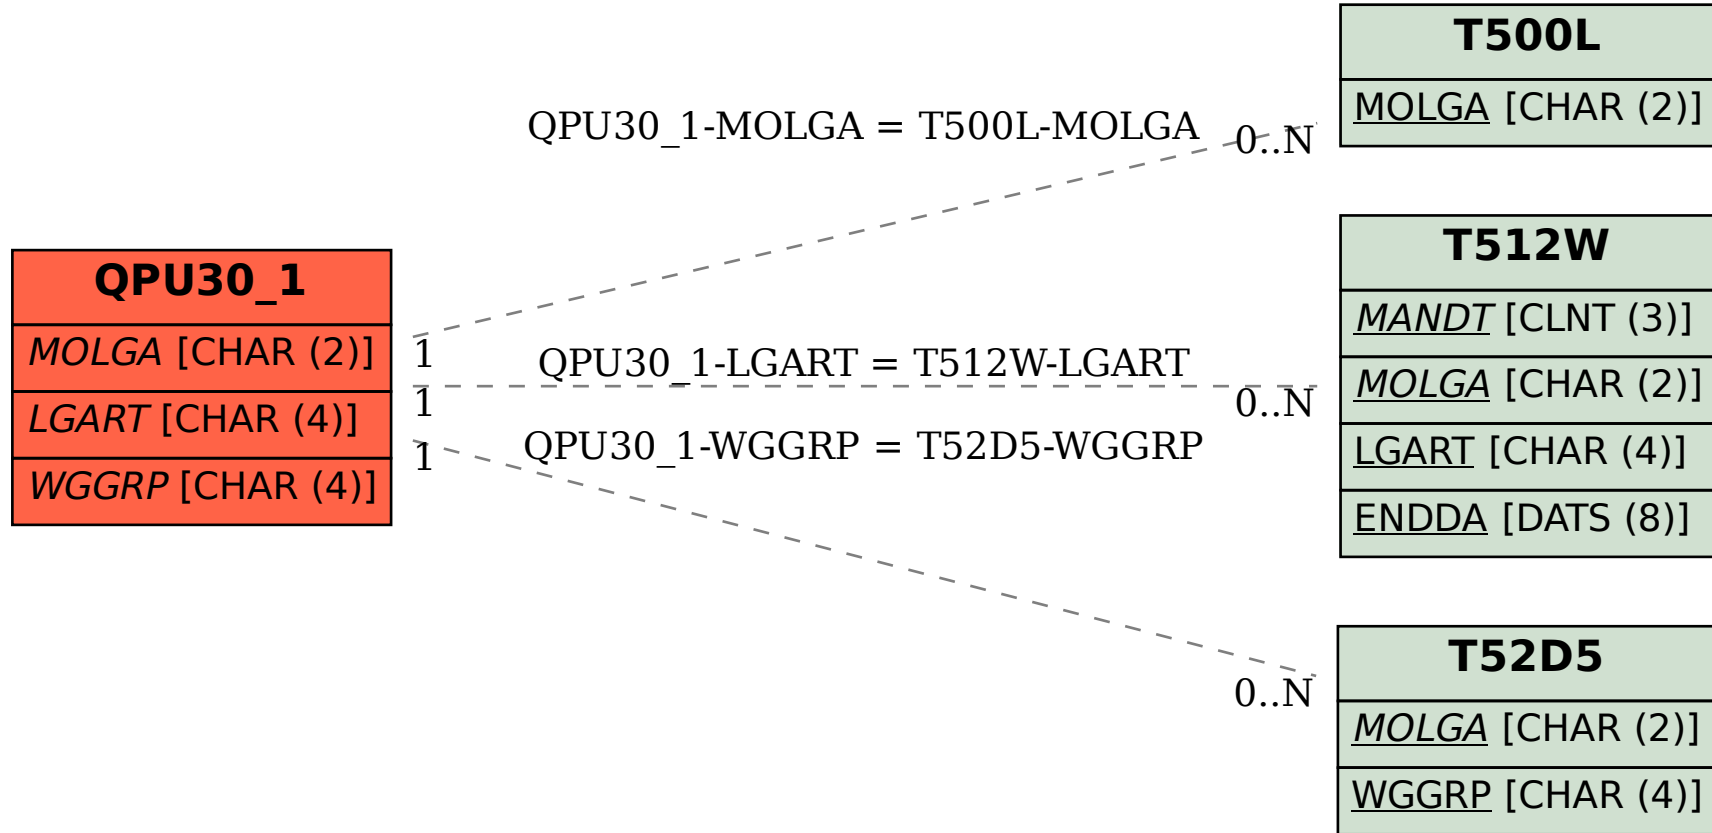 QPU30_1
MOLGA [CHAR (2)]
LGART [CHAR (4)]
WGGRP [CHAR (4)]
QPU30_1-MOLGA = T500L-MOLGA
0..N
1
QPU30_1-LGART = T512W-LGART
1
0..N
QPU30_1-WGGRP = T52D5-WGGRP
1
0..N
T500L
MOLGA [CHAR (2)]
T512W
MANDT [CLNT (3)]
MOLGA [CHAR (2)]
LGART [CHAR (4)]
ENDDA [DATS (8)]
T52D5
MOLGA [CHAR (2)]
WGGRP [CHAR (4)]